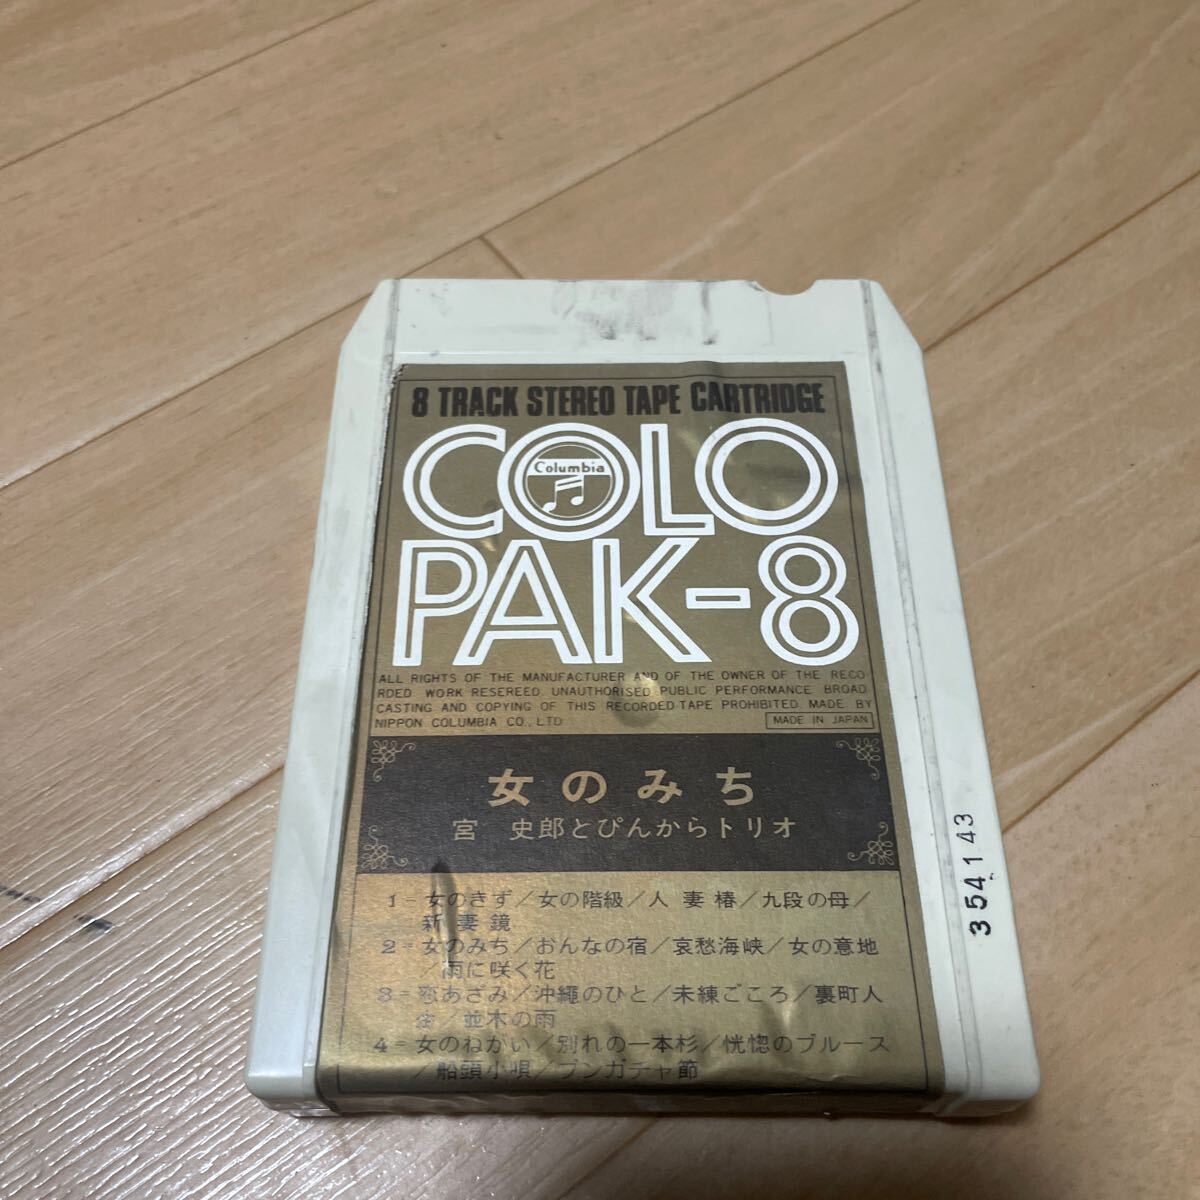 8 TRACK STEREO TAPE CARTRIDGE
COLO
Columbia
PAK-8
ALL RIGHTS OF THE MANUFACTURER AND OF THE OWNER OF THE RECO-
RDED WORK RESEREED UNAUTHORISED PUBLIC PERFORMANCE BROAD
CASTING AND COPYING OF THIS RECORDED TAPE PROHIBITED. MADE BY
NIPPON COLUMBIA CO., LTD
MADE IN JAPAN
女のみち
宮 史郎とぴんからトリオ
1=女のきず/女の階級/人妻椿/九段の母/
新妻鏡
2=女のみち/おんなの宿/哀愁海峡/女の意地
/雨に咲く花
3=恋あざみ/沖縄のひと/未練ごころ/裏町人
生/並木の雨
4=女のねがい/別れの一本杉/恍惚のブルース
/船頭小唄/ブンガチャ節
354143